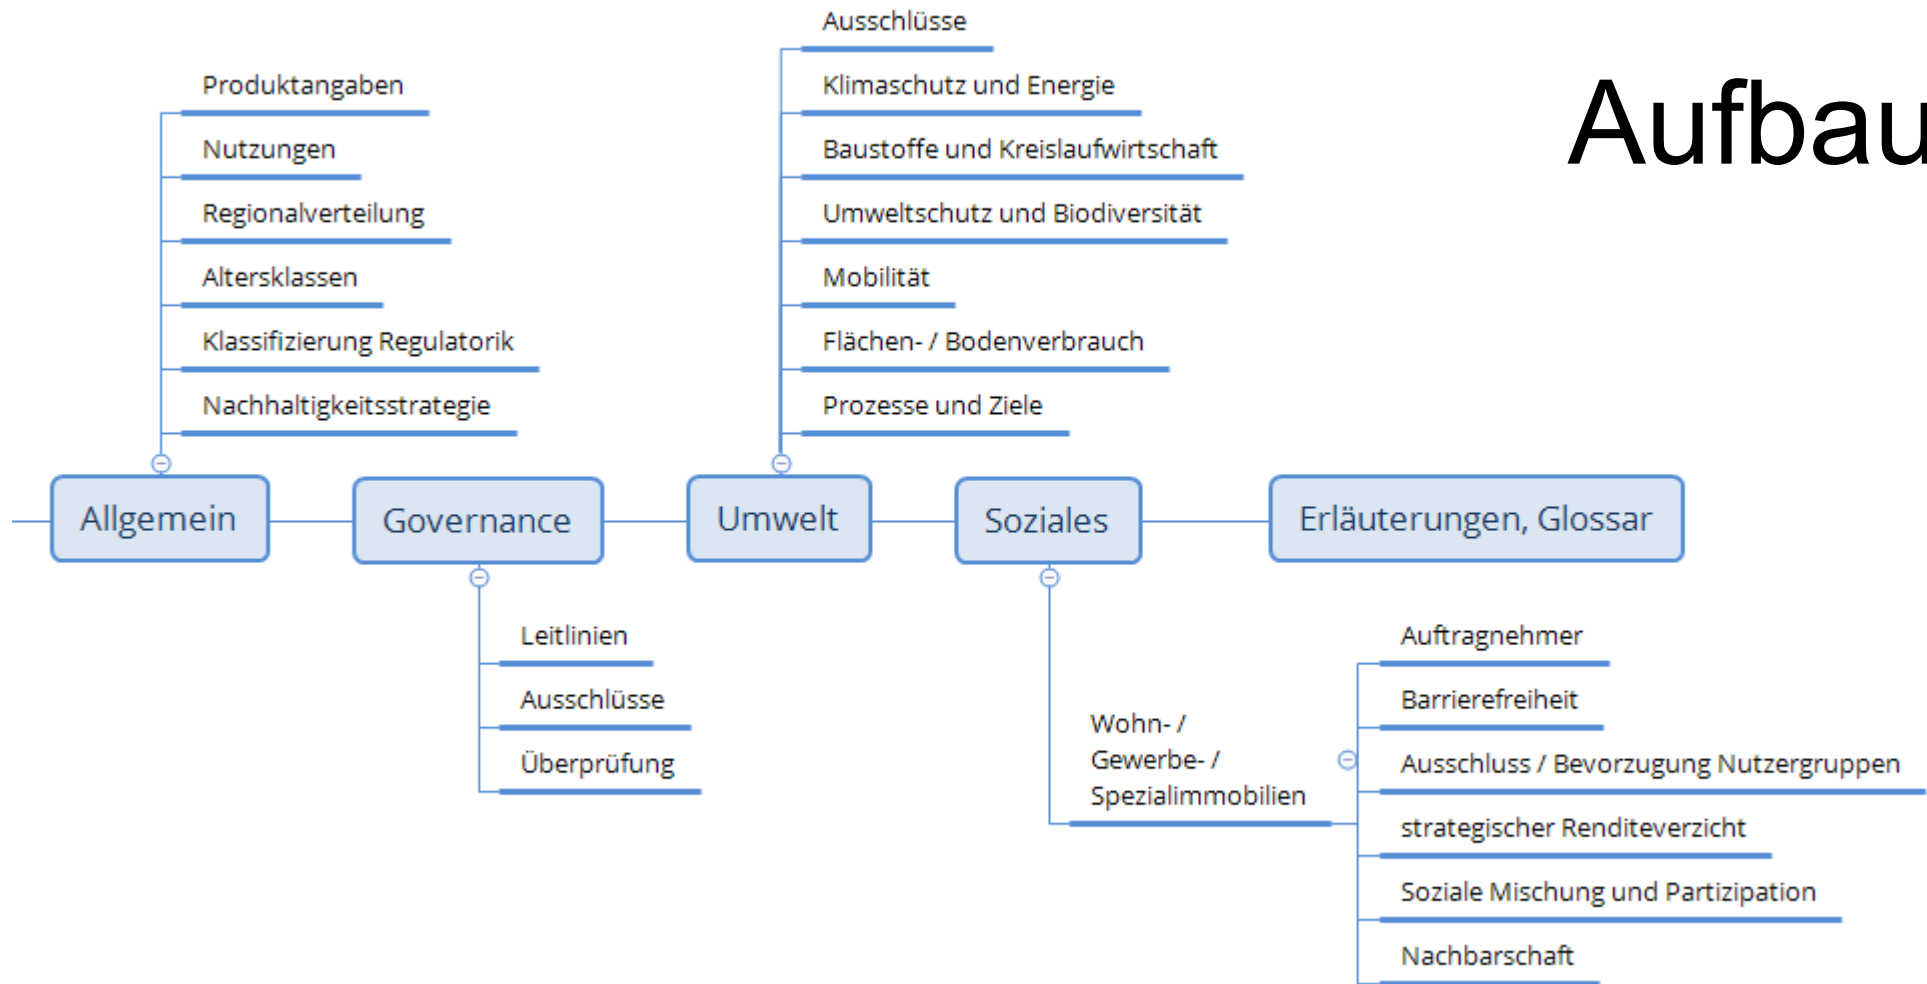 Aufbau
Produktangaben
Nutzungen
Regionalverteilung
Altersklassen
Klassifizierung Regulatorik
Nachhaltigkeitsstrategie
Allgemein
Governance
Leitlinien
Ausschlüsse
Überprüfung
Ausschlüsse
Klimaschutz und Energie
Baustoffe und Kreislaufwirtschaft
Umweltschutz und Biodiversität
Mobilität
Flächen- / Bodenverbrauch
Prozesse und Ziele
Umwelt
Soziales
Wohn- /
Gewerbe- /
Spezialimmobilien
Auftragnehmer
Barrierefreiheit
Ausschluss / Bevorzugung Nutzergruppen
strategischer Renditeverzicht
Soziale Mischung und Partizipation
Nachbarschaft
Erläuterungen, Glossar